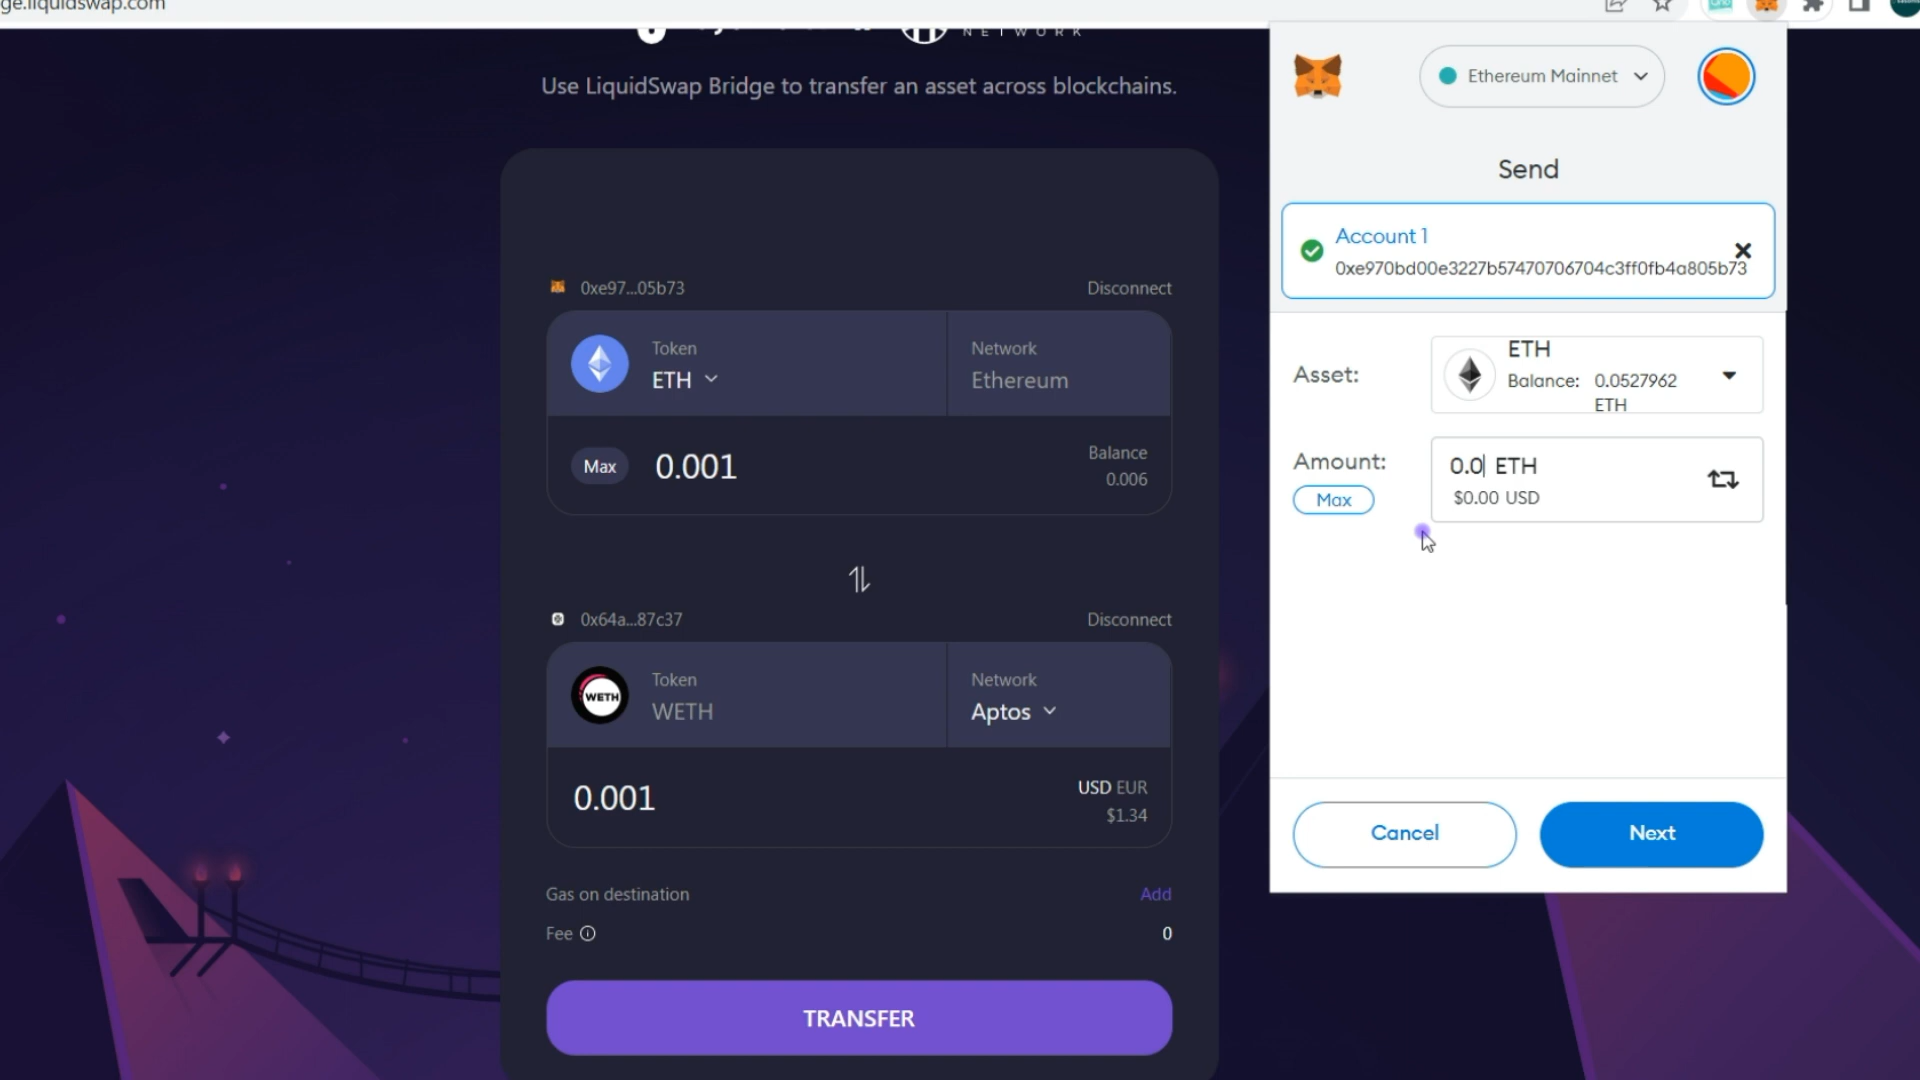 ge.liquidswap.com
NETWORK
Use LiquidSwap Bridge to transfer an asset across blockchains.
0xe97...05b73
Disconnect
Token
ETH
Network
Ethereum
Max
0.001
Balance
0.006
0x64a...87c37
Disconnect
WETH
Token
WETH
Network
Aptos
0.001
USD EUR
$1.34
Gas on destination
Add
Fee
0
TRANSFER
Ethereum Mainnet
Send
Account 1
0xe970bd00e3227b57470706704c3ff0fb4a805b73
Asset:
ETH
Balance: 0.0527962
ETH
Amount:
Max
0.0 ETH
$0.00 USD
Cancel
Next